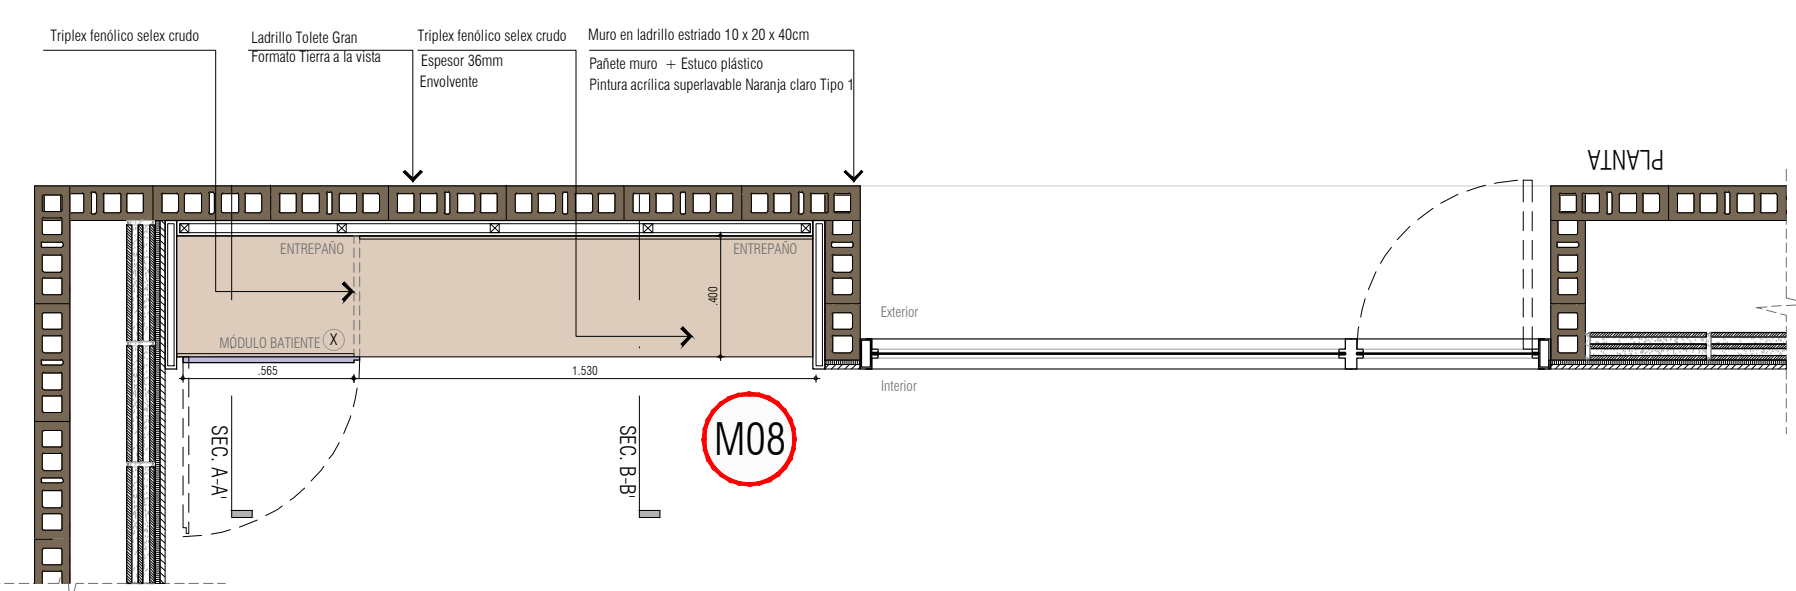 Triplex fenólico selex crudo
Ladrillo Tolete Gran
Formato Tierra a la vista
Triplex fenólico selex crudo
Espesor 36mm
Envolvente
Muro en ladrillo estriado 10 x 20 x 40cm
Pañete muro + Estuco plástico
Pintura acrílica superlavable Naranja claro Tipo 1
PLANTA
ENTREPAÑO
ENTREPAÑO
.400
Exterior
MÓDULO BATIENTE X
.565
1.530
Interior
SEC. A-A'
SEC. B-B'
M08